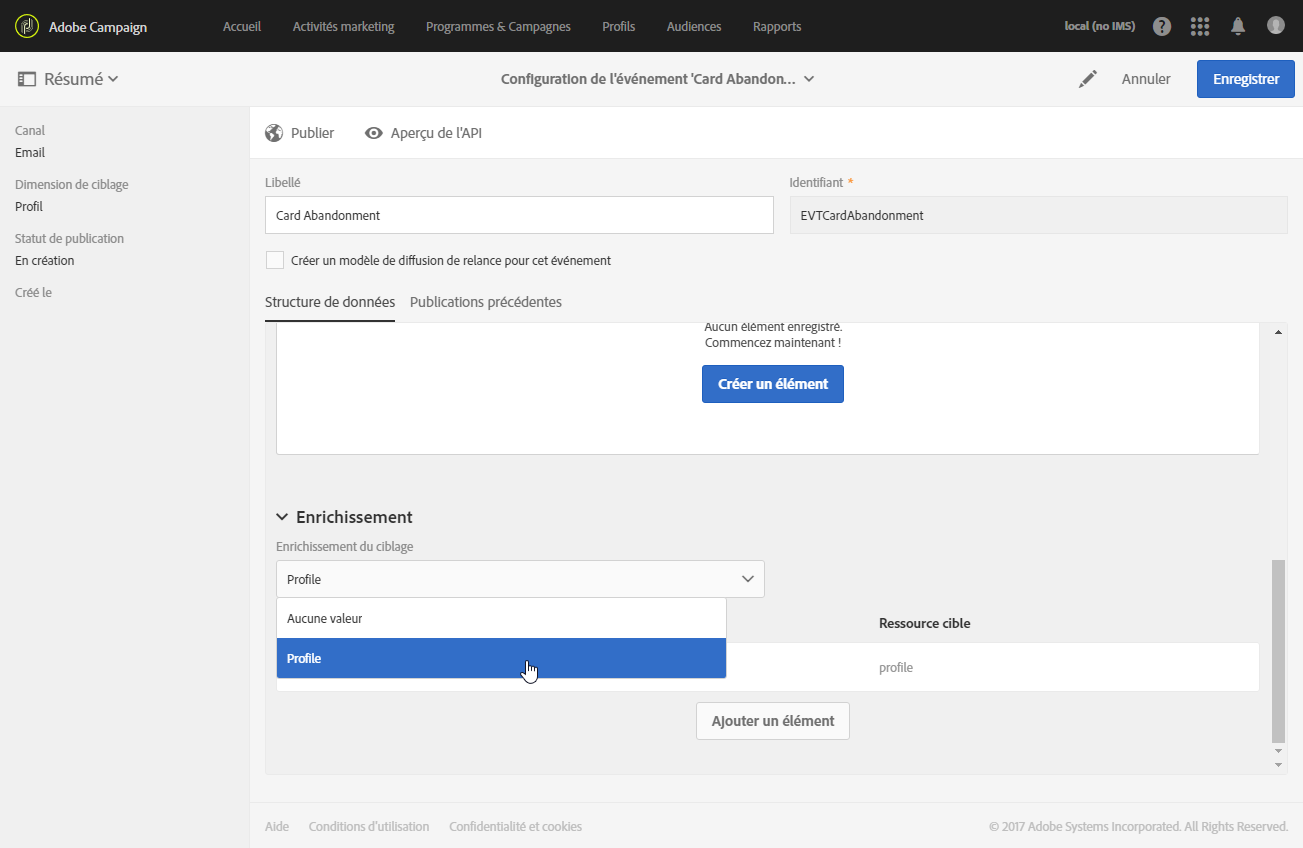 Adobe Campaign
Accueil
Activités marketing
Programmes & Campagnes
Profils
Audiences
Rapports
local (no IMS)
Résumé
Configuration de l'événement 'Card Abandon...
Annuler
Enregistrer
Canal
Email
Dimension de ciblage
Profil
Statut de publication
En création
Créé le
Publier
Aperçu de l'API
Libellé
Identifiant *
Card Abandonment
EVTCardAbandonment
Créer un modèle de diffusion de relance pour cet événement
Structure de données
Publications précédentes
Aucun élément enregistré.
Commencez maintenant !
Créer un élément
Enrichissement
Enrichissement du ciblage
Profile
Aucune valeur
Profile
Ressource cible
profile
Ajouter un élément
Aide
Conditions d'utilisation
Confidentialité et cookies
© 2017 Adobe Systems Incorporated. All Rights Reserved.